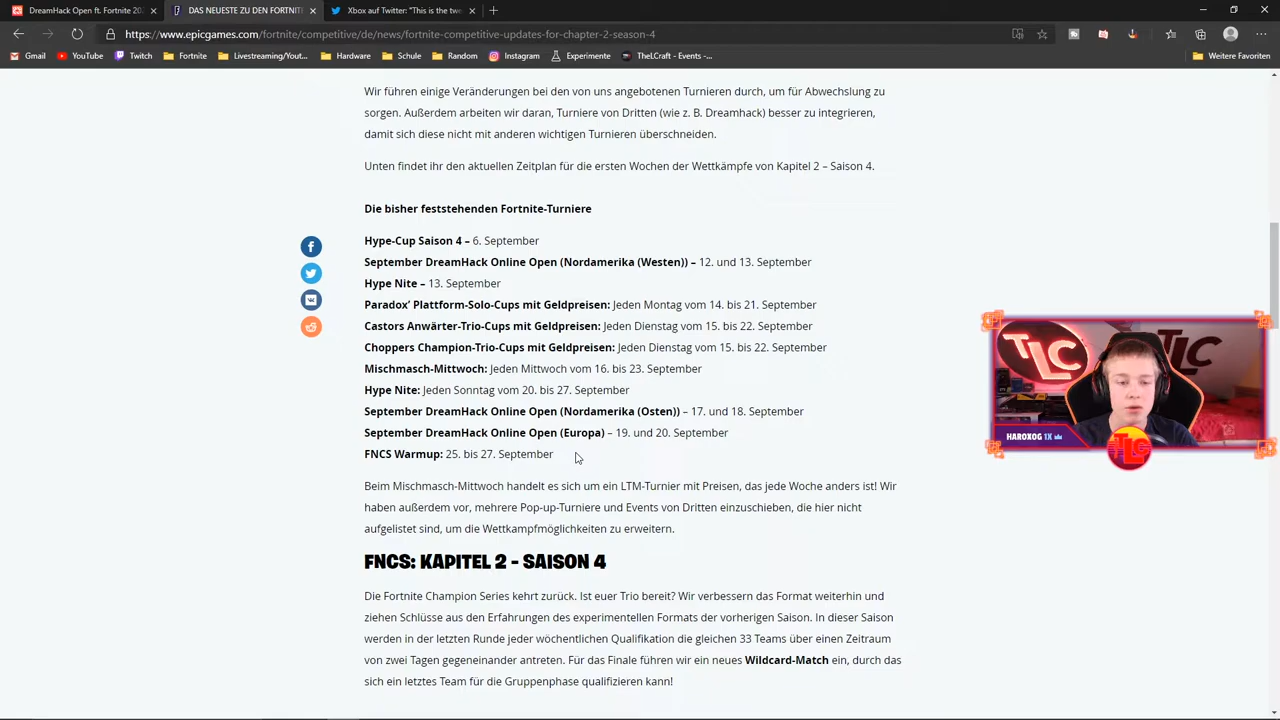 DreamHack Open ft. Fortnite 20
DAS NEUESTE ZU DEN FORTNITE
Xbox auf Twitter: "This is the twe
https://www.epicgames.com/fortnite/competitive/de/news/fortnite-competitive-updates-for-chapter-2-season-4
Gmail YouTube Twitch Fortnite Livestreaming/Yout... Hardware Schule Random Instagram Experimente TheLCraft - Events -... Weitere Favoriten
Wir führen einige Veränderungen bei den von uns angebotenen Turnieren durch, um für Abwechslung zu
sorgen. Außerdem arbeiten wir daran, Turniere von Dritten (wie z. B. Dreamhack) besser zu integrieren,
damit sich diese nicht mit anderen wichtigen Turnieren überschneiden.
Unten findet ihr den aktuellen Zeitplan für die ersten Wochen der Wettkämpfe von Kapitel 2 – Saison 4.
Die bisher feststehenden Fortnite-Turniere
Hype-Cup Saison 4 – 6. September
September DreamHack Online Open (Nordamerika (Westen)) – 12. und 13. September
Hype Nite – 13. September
Paradox’ Plattform-Solo-Cups mit Geldpreisen: Jeden Montag vom 14. bis 21. September
Castors Anwärter-Trio-Cups mit Geldpreisen: Jeden Dienstag vom 15. bis 22. September
Choppers Champion-Trio-Cups mit Geldpreisen: Jeden Dienstag vom 15. bis 22. September
Mischmasch-Mittwoch: Jeden Mittwoch vom 16. bis 23. September
Hype Nite: Jeden Sonntag vom 20. bis 27. September
September DreamHack Online Open (Nordamerika (Osten)) – 17. und 18. September
September DreamHack Online Open (Europa) – 19. und 20. September
FNCS Warmup: 25. bis 27. September
Beim Mischmasch-Mittwoch handelt es sich um ein LTM-Turnier mit Preisen, das jede Woche anders ist! Wir
haben außerdem vor, mehrere Pop-up-Turniere und Events von Dritten einzuschieben, die hier nicht
aufgelistet sind, um die Wettkampfmöglichkeiten zu erweitern.
FNCS: KAPITEL 2 – SAISON 4
Die Fortnite Champion Series kehrt zurück. Ist euer Trio bereit? Wir verbessern das Format weiterhin und
ziehen Schlüsse aus den Erfahrungen des experimentellen Formats der vorherigen Saison. In dieser Saison
werden in der letzten Runde jeder wöchentlichen Qualifikation die gleichen 33 Teams über einen Zeitraum
von zwei Tagen gegeneinander antreten. Für das Finale führen wir ein neues Wildcard-Match ein, durch das
sich ein letztes Team für die Gruppenphase qualifizieren kann!
TLC
TLC
HAROXOG 1X
TLC